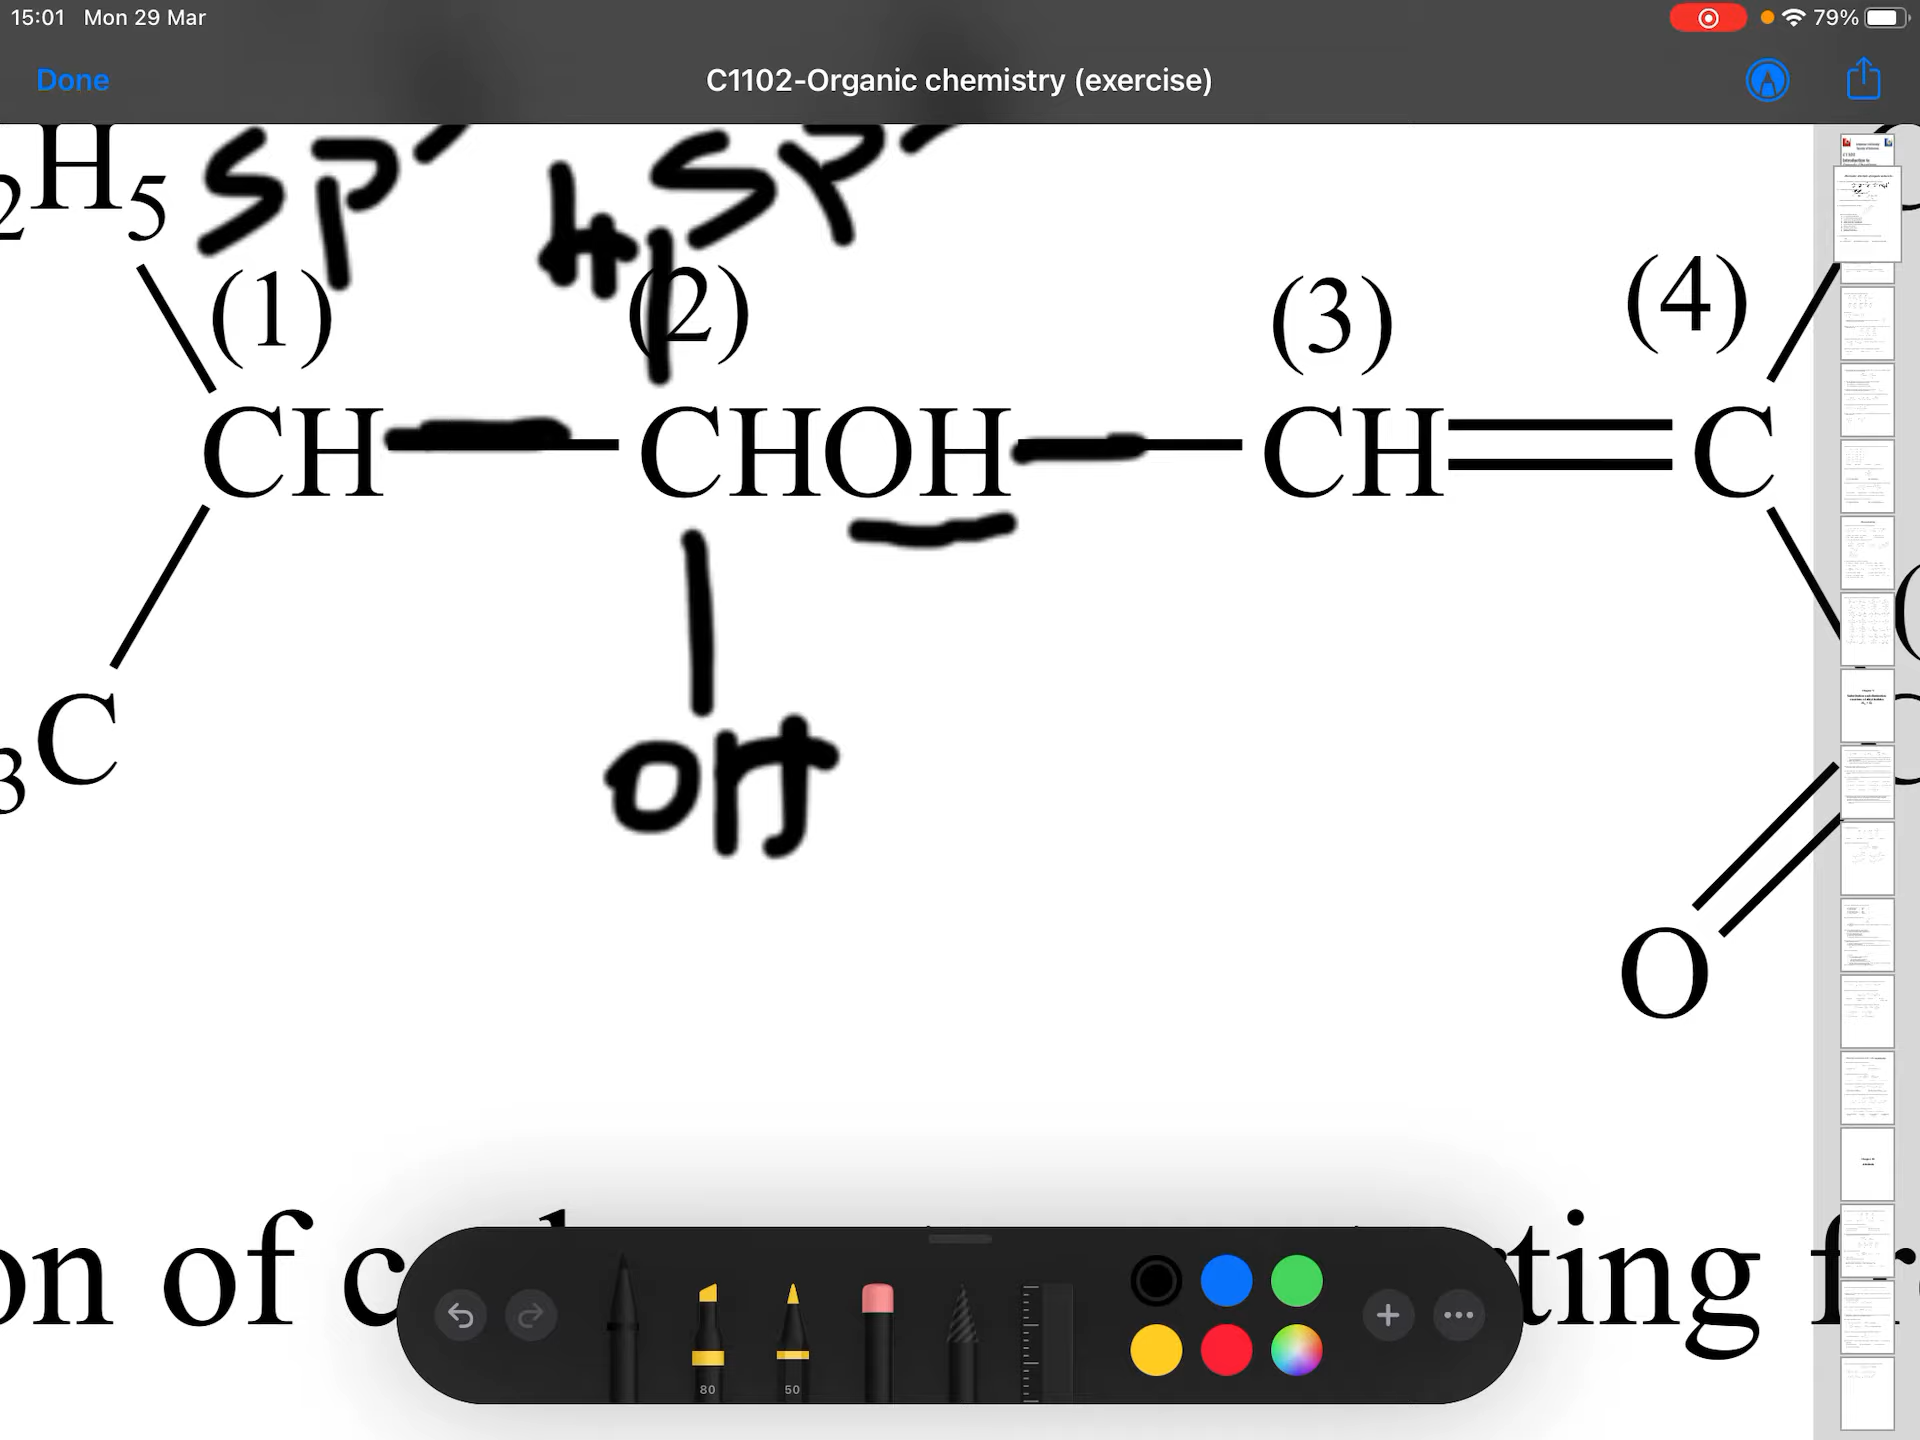 15:01 Mon 29 Mar 79%
Done C1102-Organic chemistry (exercise)
2H5 sp H sp
(1) (2) (3) (4)
CH CHOH CH C
3C OH
O
on of c ting fr
80 50